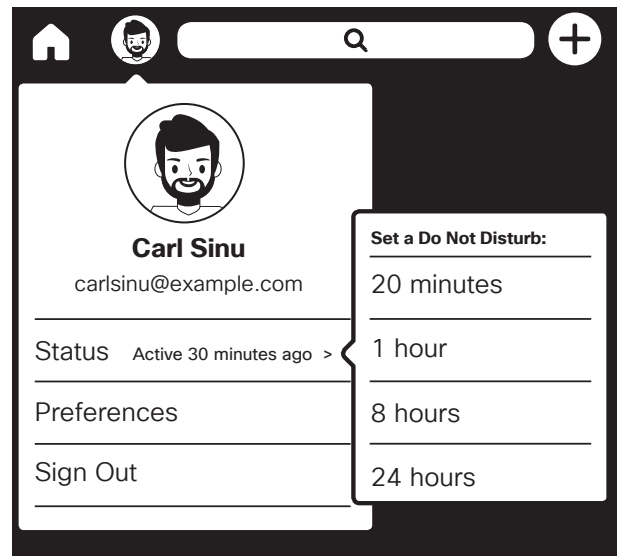 Carl Sinu
carlsinu@example.com
Status Active 30 minutes ago >
Preferences
Sign Out
Set a Do Not Disturb:
20 minutes
1 hour
8 hours
24 hours